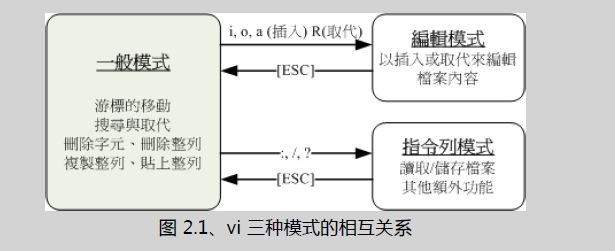 一般模式
游標的移動
搜尋與取代
刪除字元、刪除整列
複製整列、貼上整列
i, o, a (插入) R(取代)
[ESC]
編輯模式
以插入或取代來編輯
檔案內容
:, /, ?
[ESC]
指令列模式
讀取/儲存檔案
其他額外功能
图 2.1、vi 三种模式的相互关系